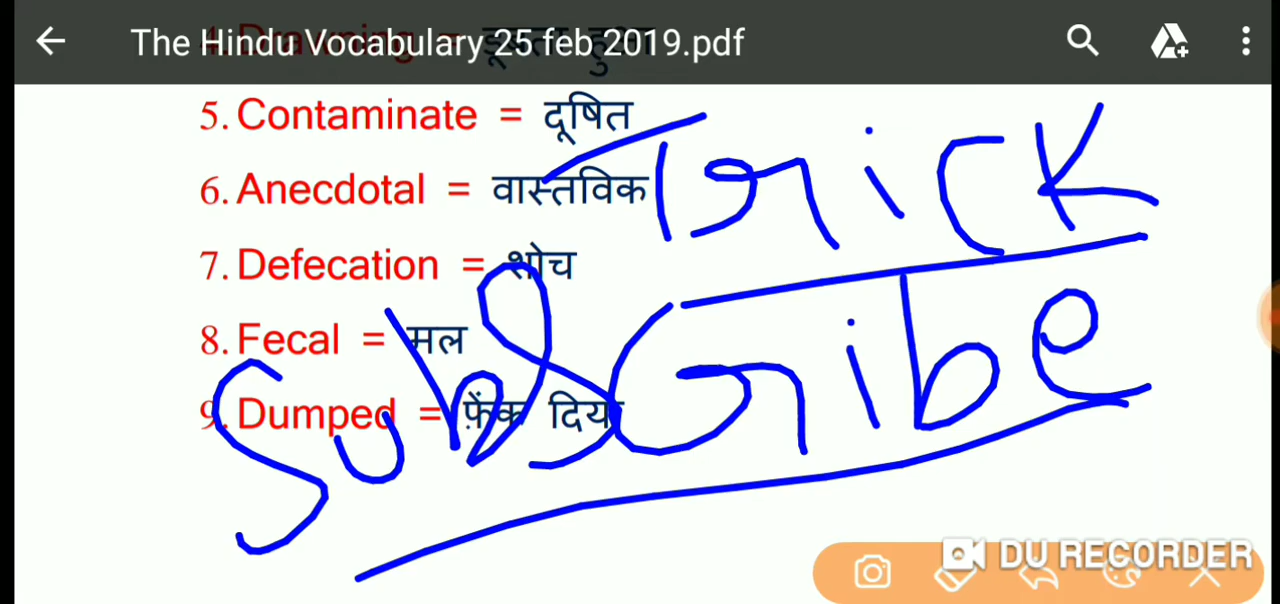 The Hindu Vocabulary 25 feb 2019.pdf
5. Contaminate = दूषित
6. Anecdotal = वास्तविक
Trick
7. Defecation = शोच
8. Fecal = मल
Subscribe
9. Dumped = फ़ेंक दिया
DU RECORDER